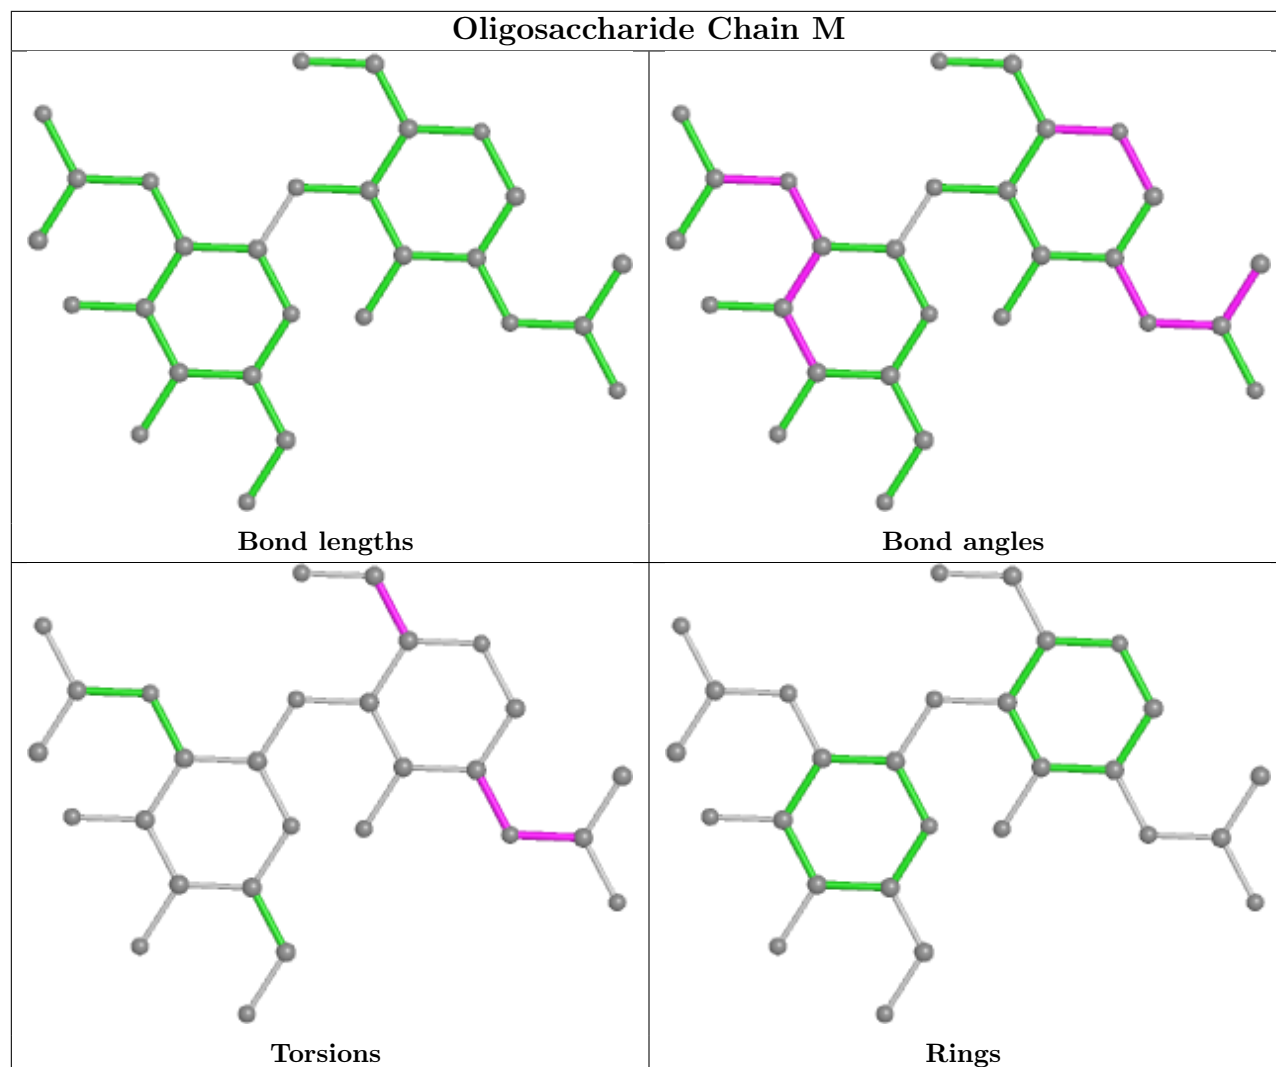 Oligosaccharide Chain M
Bond lengths
Bond angles
Torsions
Rings